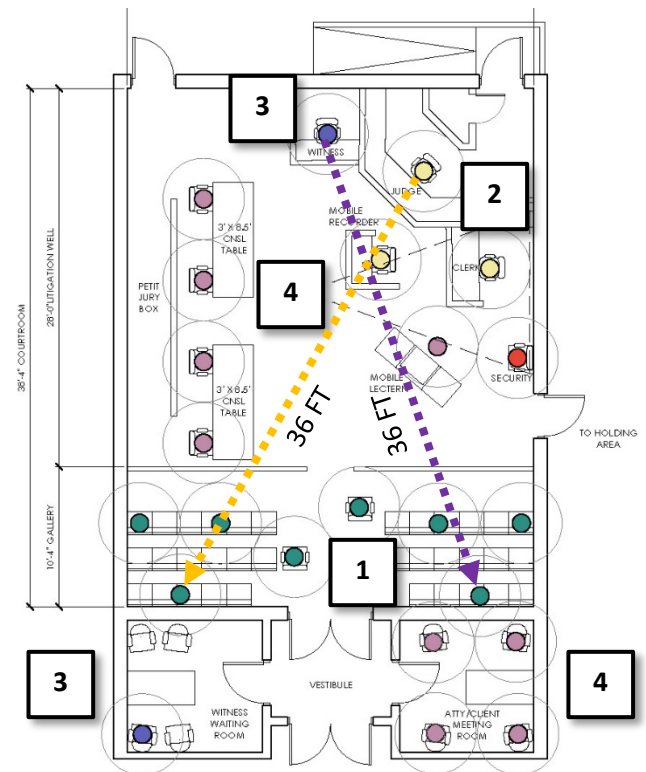 3
WITNESS
JUDGE
2
MOBILE
RECORDER
3' X 8.5'
CNSL
TABLE
CLERK
4
PETIT
JURY
BOX
38'-4" COURTROOM
28'-0"LITIGATION WELL
3' X 8.5'
CNSL
TABLE
MOBILE
LECTERN
SECURITY
36 FT
36 FT
TO HOLDING
AREA
10'-4" GALLERY
1
3
4
VESTIBULE
WITNESS
WAITING
ROOM
ATTY/CLIENT
MEETING
ROOM